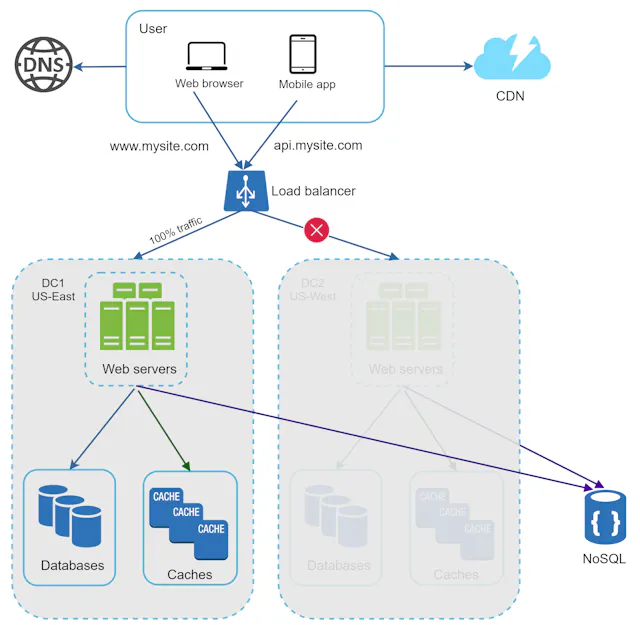 User
DNS
Web browser
Mobile app
CDN
www.mysite.com
api.mysite.com
Load balancer
100% traffic
DC1
US-East
Web servers
DC2
US-West
Web servers
Databases
CACHE
CACHE
CACHE
Caches
Databases
CACHE
CACHE
CACHE
Caches
{ }
NoSQL